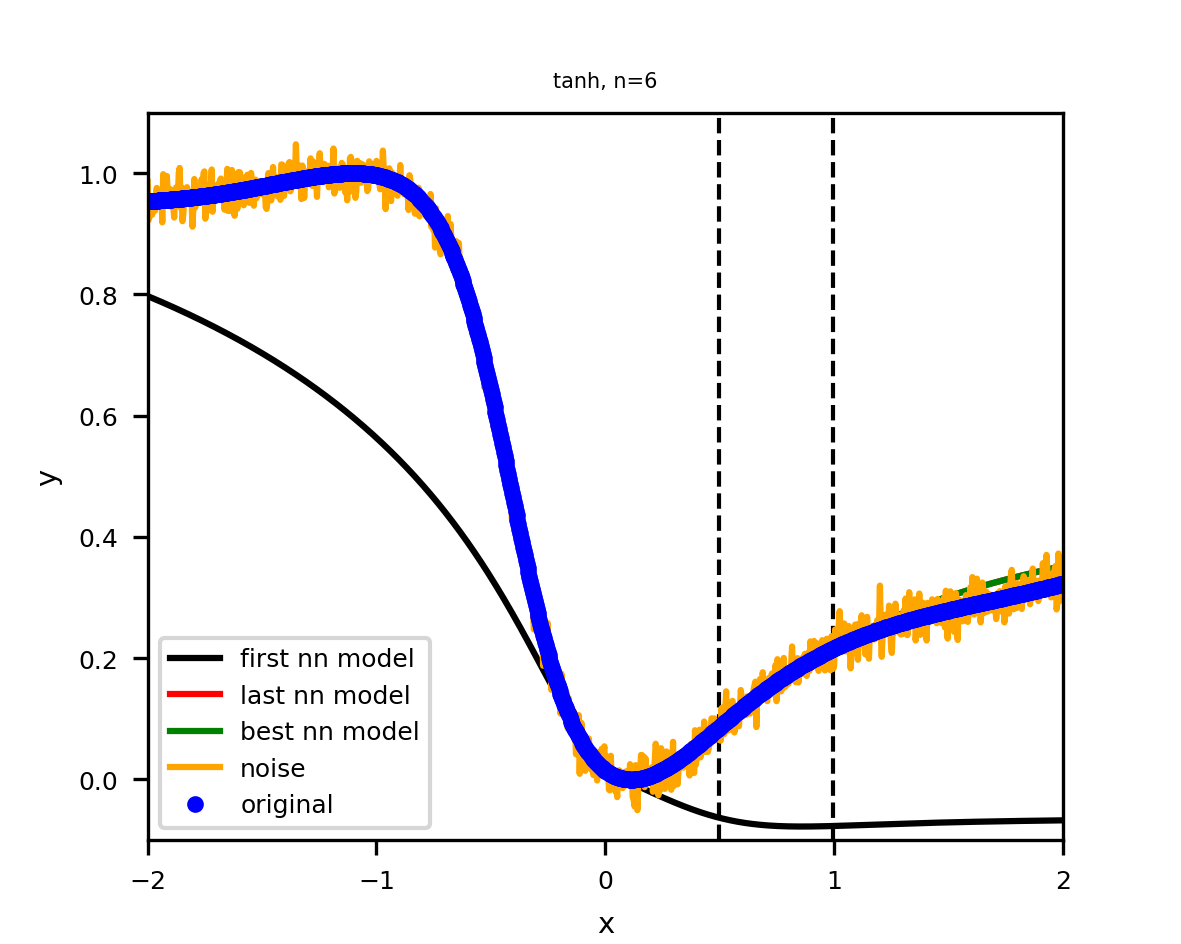 tanh, n=6
1.0
0.8
0.6
0.4
0.2
0.0
y
first nn model
last nn model
best nn model
noise
original
−2 −1 0 1 2
x